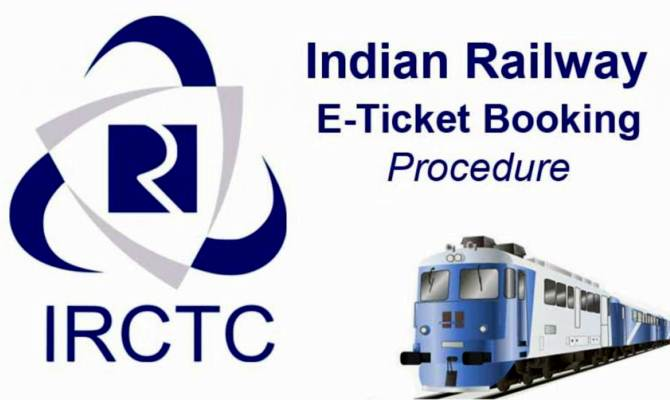 Indian Railway
E-Ticket Booking
Procedure
R
IRCTC